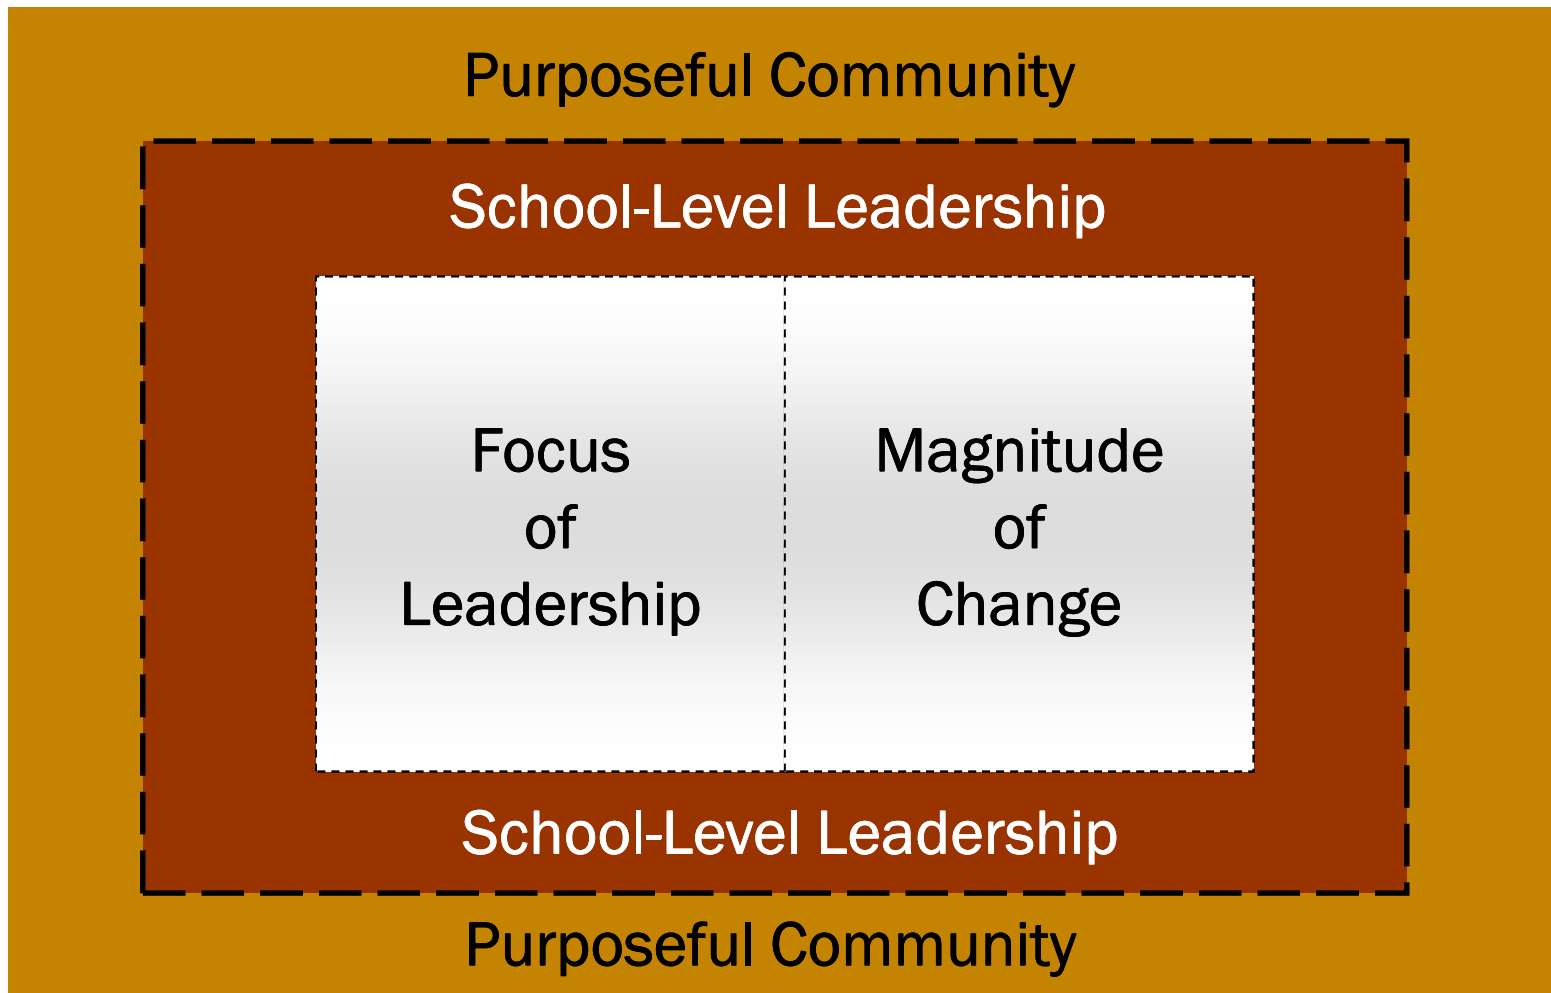 Purposeful Community
School-Level Leadership
Focus
of
Leadership
Magnitude
of
Change
School-Level Leadership
Purposeful Community